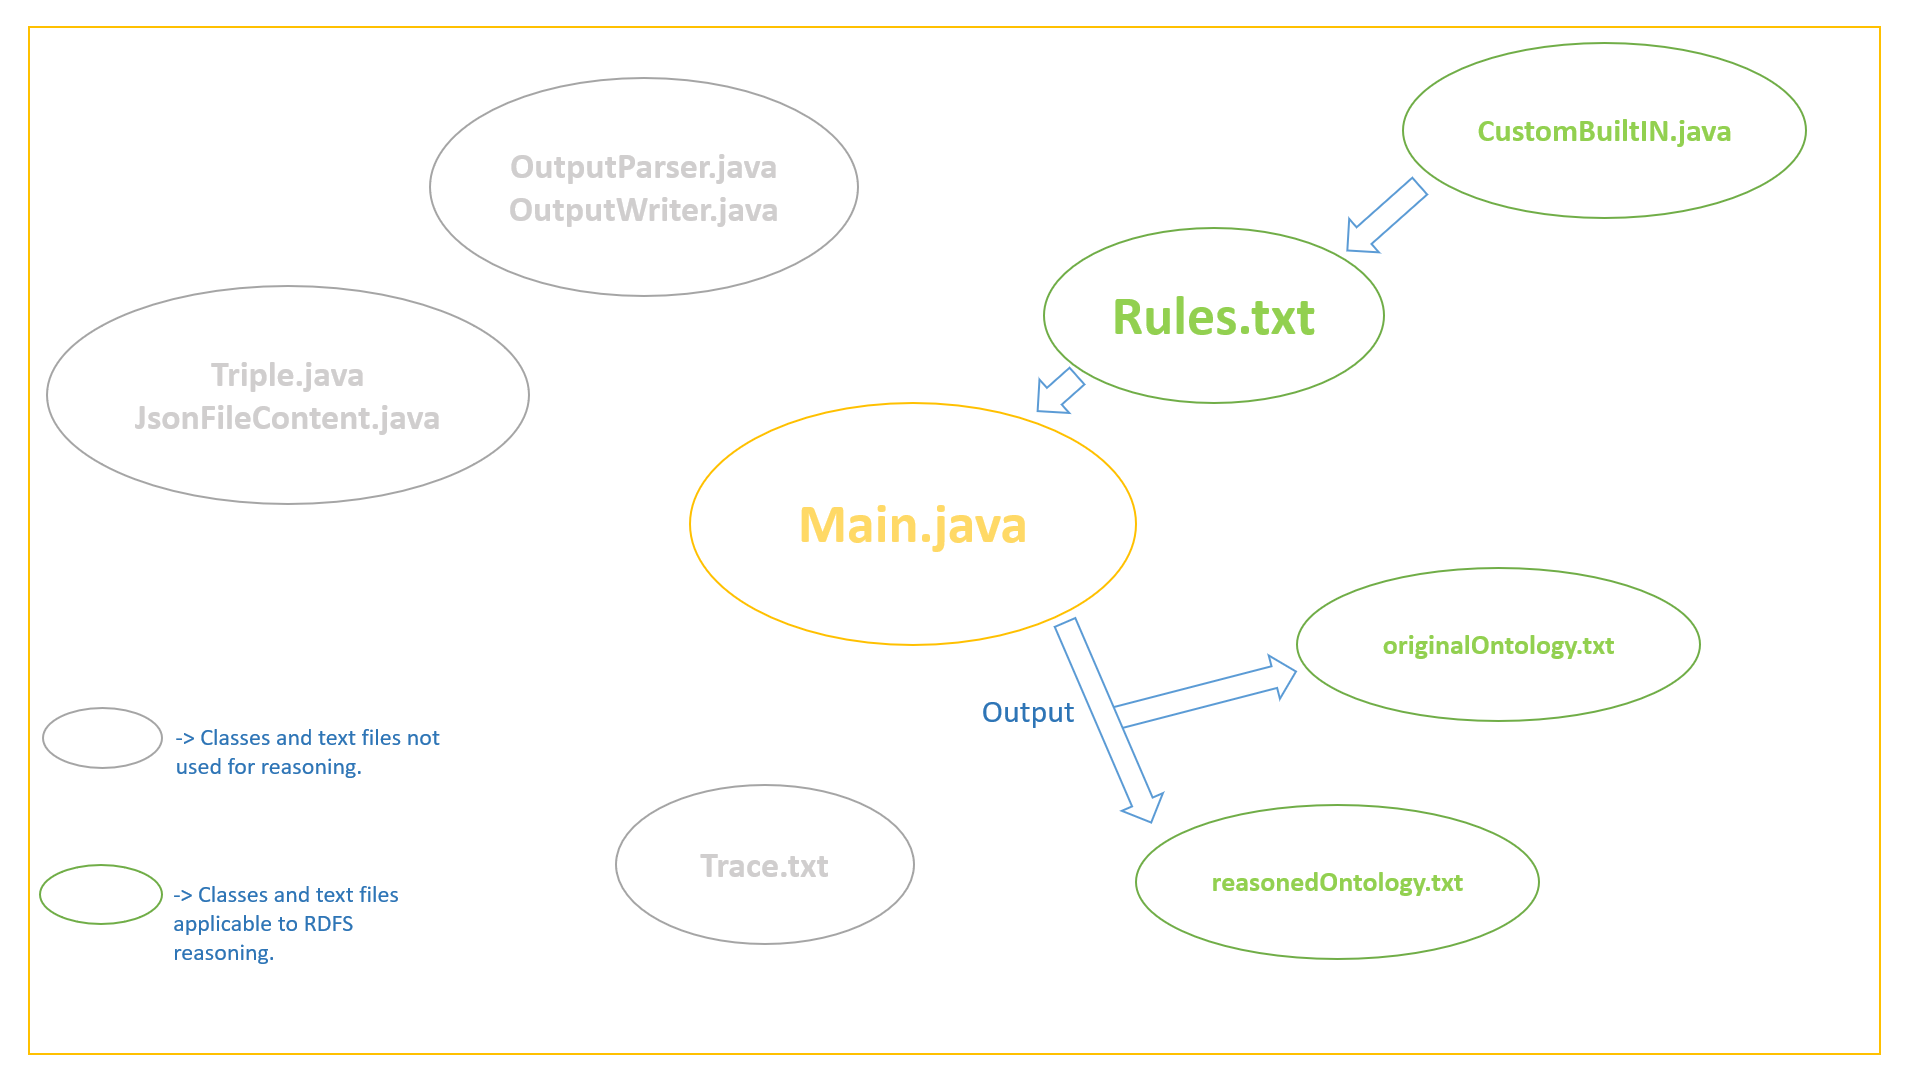 CustomBuiltIN.java
OutputParser.java
OutputWriter.java
Rules.txt
Triple.java
JsonFileContent.java
Main.java
originalOntology.txt
Output
-> Classes and text files not
used for reasoning.
Trace.txt
reasonedOntology.txt
-> Classes and text files
applicable to RDFS
reasoning.